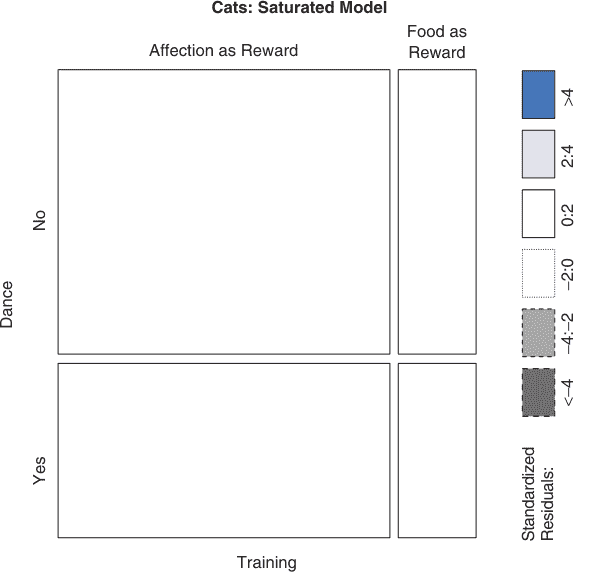 Cats: Saturated Model
Affection as Reward
Food as
Reward
No
Yes
Dance
Training
>4
2:4
0:2
−2:0
−4:−2
<−4
Standardized
Residuals: